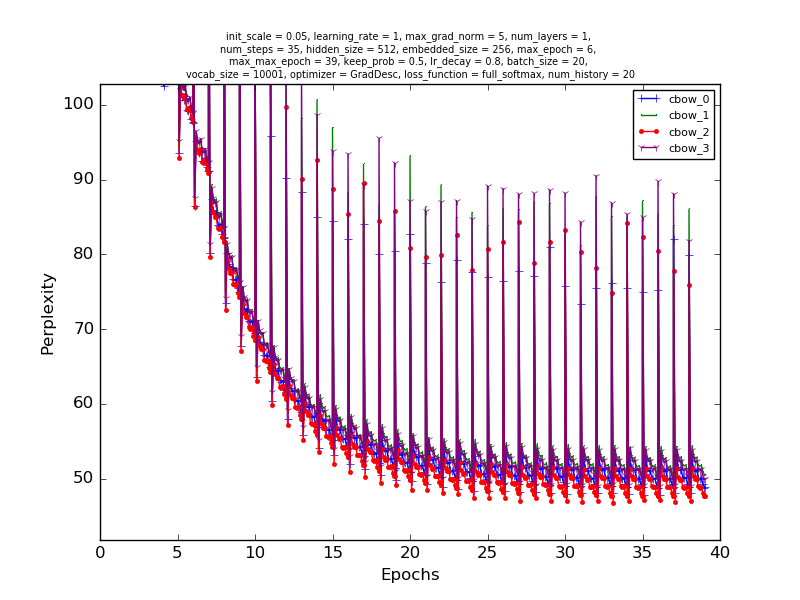 init_scale = 0.05, learning_rate = 1, max_grad_norm = 5, num_layers = 1,
num_steps = 35, hidden_size = 512, embedded_size = 256, max_epoch = 6,
max_max_epoch = 39, keep_prob = 0.5, lr_decay = 0.8, batch_size = 20,
vocab_size = 10001, optimizer = GradDesc, loss_function = full_softmax, num_history = 20
cbow_0
cbow_1
cbow_2
cbow_3
100
90
80
70
60
50
Perplexity
0 5 10 15 20 25 30 35 40
Epochs